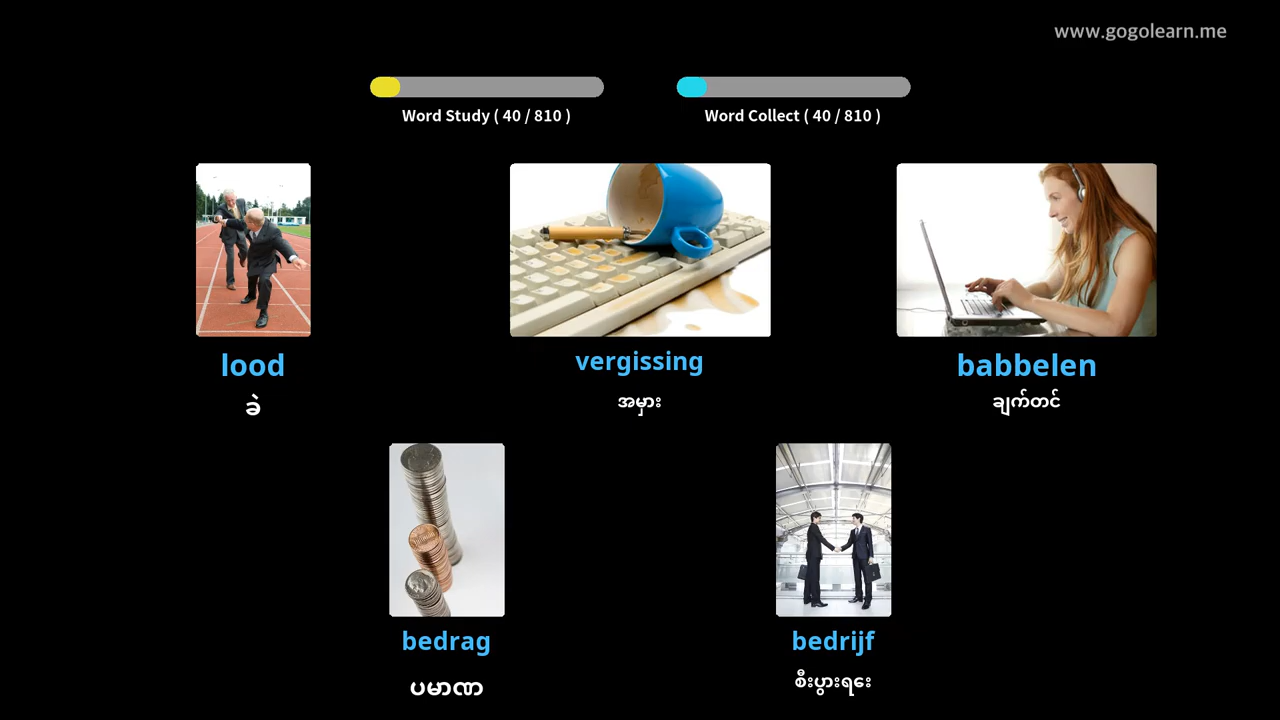 www.gogolearn.me
Word Study ( 40 / 810 )
Word Collect ( 40 / 810 )
lood
vergissing
babbelen
ခဲ
အမှား
ချက်တင်
bedrag
bedrijf
ပမာဏ
စီးပွားရေး